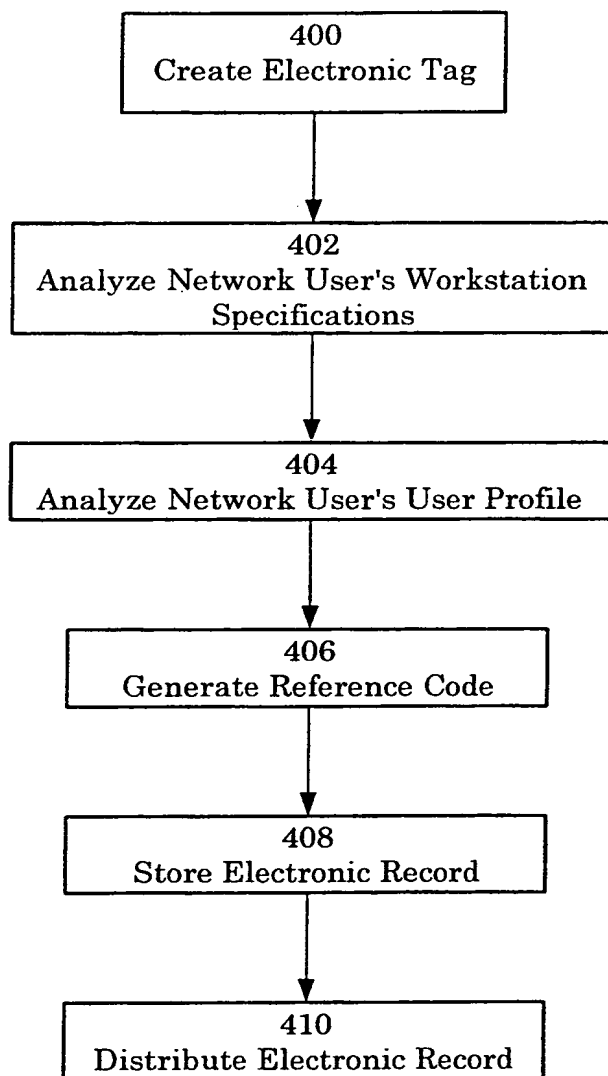 400
Create Electronic Tag
402
Analyze Network User's Workstation
Specifications
404
Analyze Network User's User Profile
406
Generate Reference Code
408
Store Electronic Record
410
Distribute Electronic Record